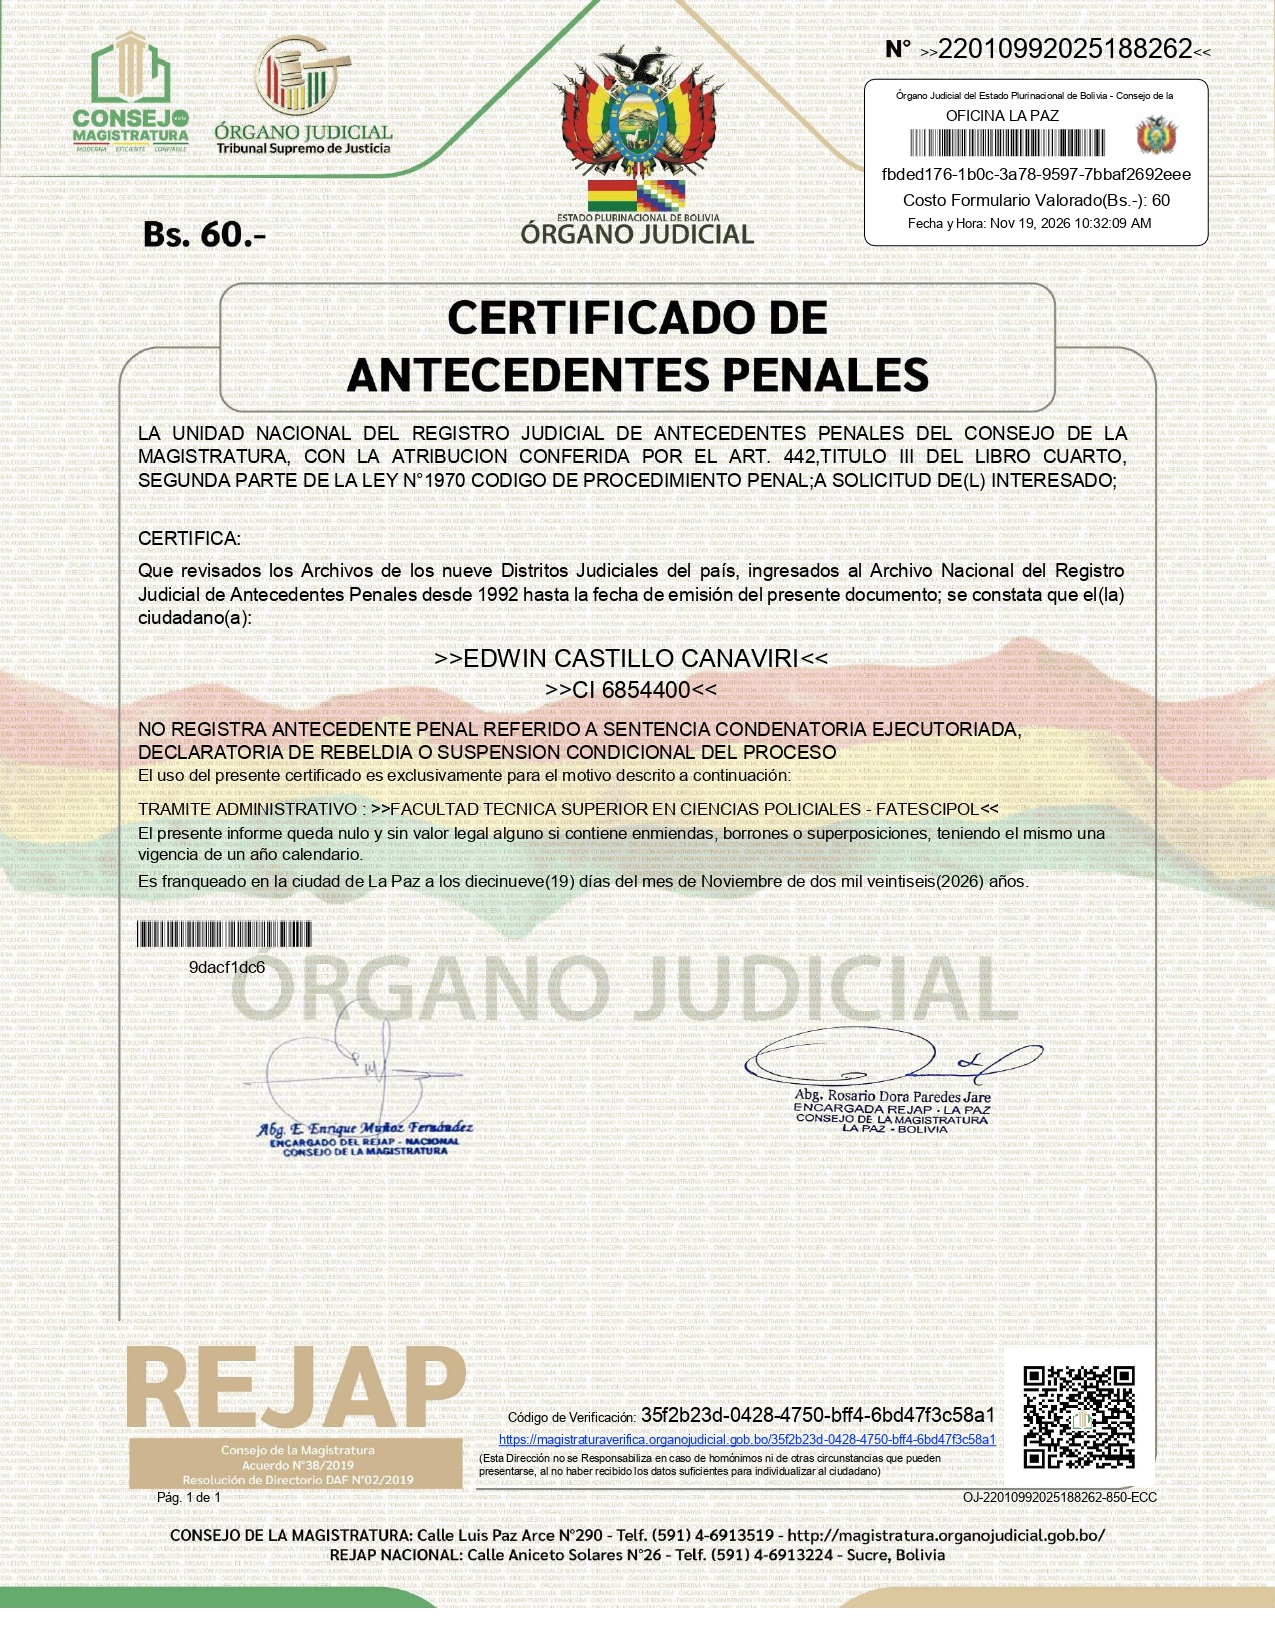 CONSEJO
MAGISTRATURA
MODERNA EFICIENTE CONFIABLE
ÓRGANO JUDICIAL
Tribunal Supremo de Justicia
Bs. 60.-
ESTADO PLURINACIONAL DE BOLIVIA
ÓRGANO JUDICIAL
N° >>22010992025188262<<
Órgano Judicial del Estado Plurinacional de Bolivia - Consejo de la
OFICINA LA PAZ
fbded176-1b0c-3a78-9597-7bbaf2692eee
Costo Formulario Valorado(Bs.-): 60
Fecha y Hora: Nov 19, 2026 10:32:09 AM
CERTIFICADO DE
ANTECEDENTES PENALES
LA UNIDAD NACIONAL DEL REGISTRO JUDICIAL DE ANTECEDENTES PENALES DEL CONSEJO DE LA
MAGISTRATURA, CON LA ATRIBUCION CONFERIDA POR EL ART. 442,TITULO III DEL LIBRO CUARTO,
SEGUNDA PARTE DE LA LEY N°1970 CODIGO DE PROCEDIMIENTO PENAL;A SOLICITUD DE(L) INTERESADO;
CERTIFICA:
Que revisados los Archivos de los nueve Distritos Judiciales del país, ingresados al Archivo Nacional del Registro
Judicial de Antecedentes Penales desde 1992 hasta la fecha de emisión del presente documento; se constata que el(la)
ciudadano(a):
>>EDWIN CASTILLO CANAVIRI<<
>>CI 6854400<<
NO REGISTRA ANTECEDENTE PENAL REFERIDO A SENTENCIA CONDENATORIA EJECUTORIADA,
DECLARATORIA DE REBELDIA O SUSPENSION CONDICIONAL DEL PROCESO
El uso del presente certificado es exclusivamente para el motivo descrito a continuación:
TRAMITE ADMINISTRATIVO : >>FACULTAD TECNICA SUPERIOR EN CIENCIAS POLICIALES - FATESCIPOL<<
El presente informe queda nulo y sin valor legal alguno si contiene enmiendas, borrones o superposiciones, teniendo el mismo una
vigencia de un año calendario.
Es franqueado en la ciudad de La Paz a los diecinueve(19) días del mes de Noviembre de dos mil veintiseis(2026) años.
9dacf1dc6
ÓRGANO JUDICIAL
Abg. E. Enrique Muñoz Fernández
ENCARGADO DEL REJAP - NACIONAL
CONSEJO DE LA MAGISTRATURA
Abg. Rosario Dora Paredes Jare
ENCARGADA REJAP - LA PAZ
CONSEJO DE LA MAGISTRATURA
LA PAZ - BOLIVIA
REJAP
Consejo de la Magistratura
Acuerdo N°38/2019
Resolución de Directorio DAF N°02/2019
Pág. 1 de 1
Código de Verificación: 35f2b23d-0428-4750-bff4-6bd47f3c58a1
https://magistraturaverifica.organojudicial.gob.bo/35f2b23d-0428-4750-bff4-6bd47f3c58a1
(Esta Dirección no se Responsabiliza en caso de homónimos ni de otras circunstancias que pueden
presentarse, al no haber recibido los datos suficientes para individualizar al ciudadano)
OJ-22010992025188262-850-ECC
CONSEJO DE LA MAGISTRATURA: Calle Luis Paz Arce N°290 - Telf. (591) 4-6913519 - http://magistratura.organojudicial.gob.bo/
REJAP NACIONAL: Calle Aniceto Solares N°26 - Telf. (591) 4-6913224 - Sucre, Bolivia